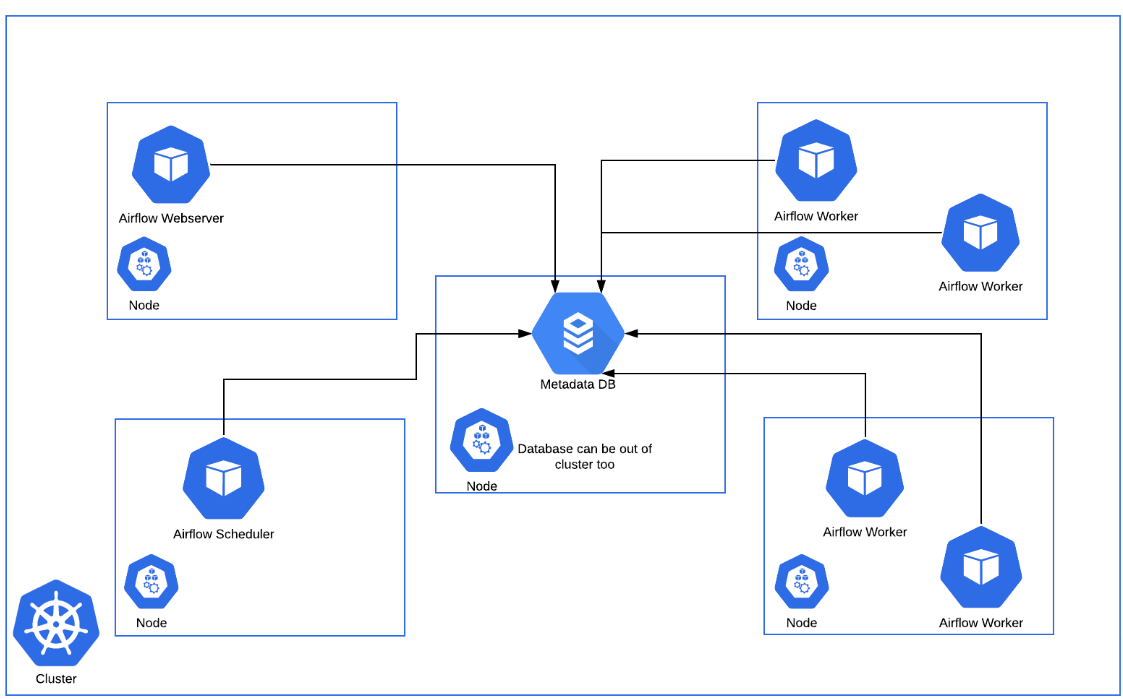 Airflow Webserver
Node
Airflow Worker
Airflow Worker
Node
Metadata DB
Database can be out of
cluster too
Node
Airflow Scheduler
Node
Airflow Worker
Node
Airflow Worker
Cluster